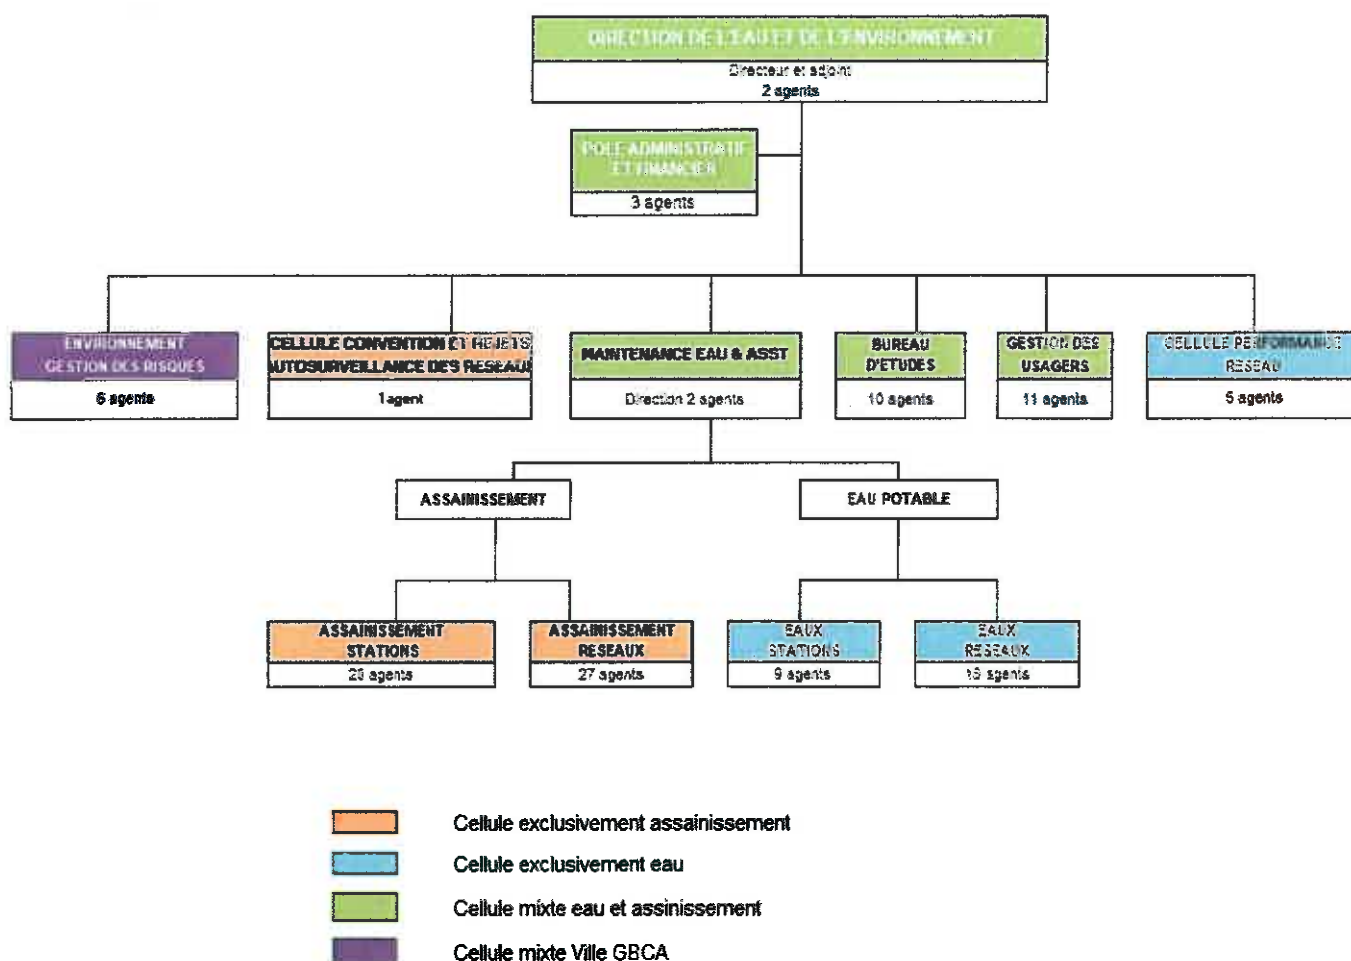 DIRECTION DE L'EAU ET DE L'ENVIRONNEMENT
Directeur et adjoint
2 agents
POLE ADMINISTRATIF
ET FINANCIER
3 agents
ENVIRONNEMENT
GESTION DES RISQUES
6 agents
CELLULE CONVENTION ET REJETS
AUTOSURVEILLANCE DES RESEAUX
1agent
MAINTENANCE EAU & ASST
Direction 2 agents
BUREAU
D'ETUDES
10 agents
GESTION DES
USAGERS
11 agents
CELLULE PERFORMANCE
RESEAU
5 agents
ASSAINISSEMENT
EAU POTABLE
ASSAINISSEMENT
STATIONS
agents
ASSAINISSEMENT
RESEAUX
27 agents
EAUX
STATIONS
9 agents
EAUX
RESEAUX
agents
Cellule exclusivement assainissement
Cellule exclusivement eau
Cellule mixte eau et assinissement
Cellule mixte Ville GBCA